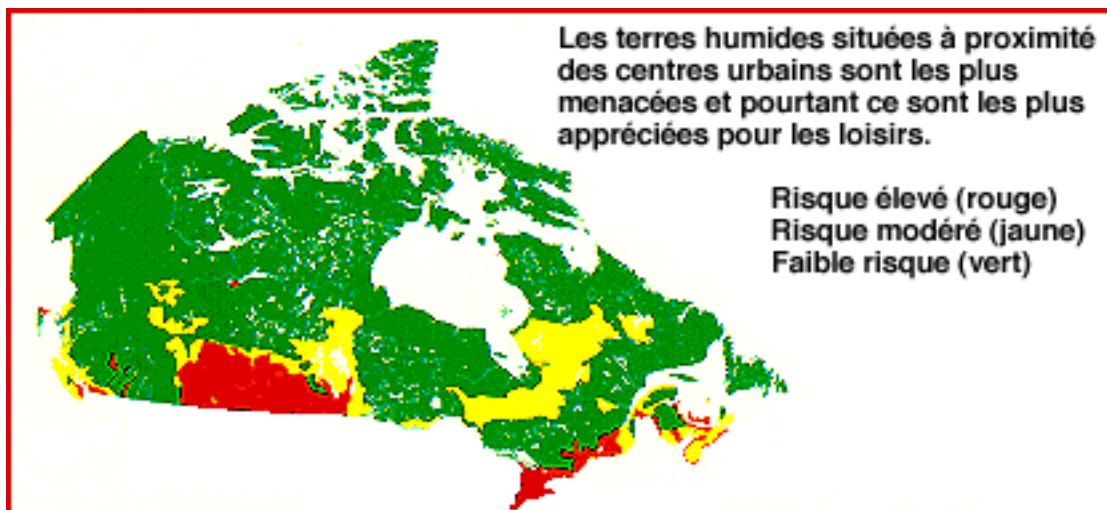 Les terres humides situées à proximité
des centres urbains sont les plus
menacées et pourtant ce sont les plus
appréciées pour les loisirs.
Risque élevé (rouge)
Risque modéré (jaune)
Faible risque (vert)